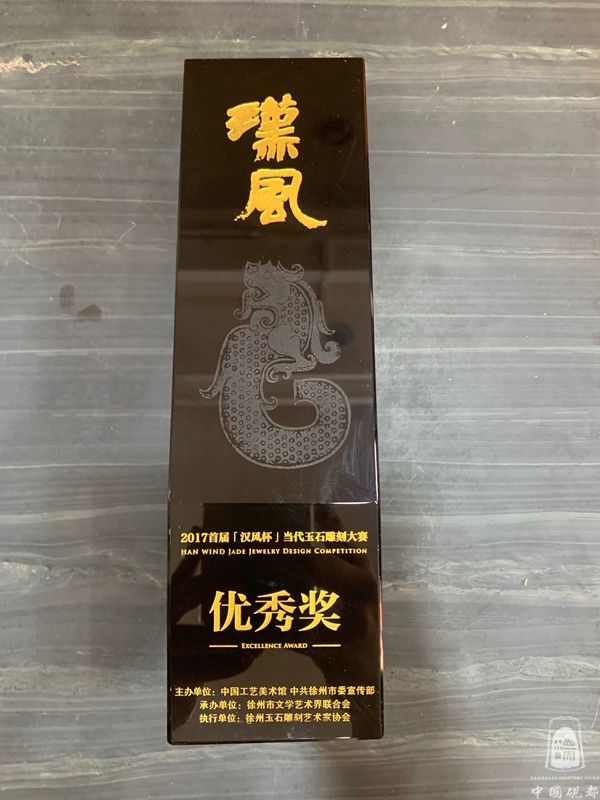 漢
風
2017首届「汉风杯」当代玉石雕刻大赛
HAN WIND JADE JEWELRY DESIGN COMPETITION
优秀奖
EXCELLENCE AWARD
主办单位：中国工艺美术馆 中共徐州市委宣传部
承办单位：徐州市文学艺术界联合会
执行单位：徐州玉石雕刻艺术家协会
中國硯都